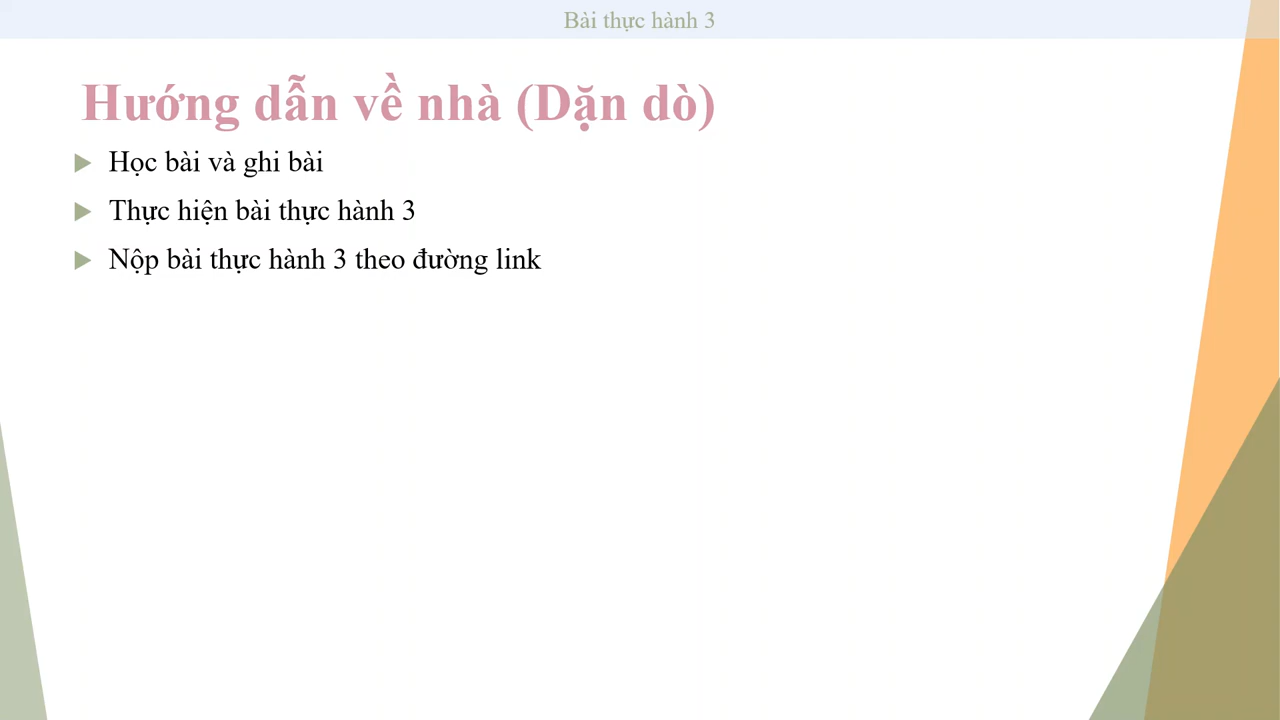 Bài thực hành 3
Hướng dẫn về nhà (Dặn dò)
Học bài và ghi bài
Thực hiện bài thực hành 3
Nộp bài thực hành 3 theo đường link